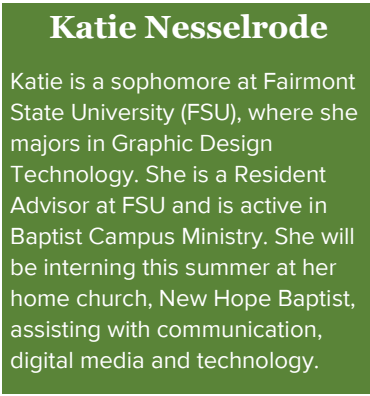 Katie Nesselrode
Katie is a sophomore at Fairmont
State University (FSU), where she
majors in Graphic Design
Technology. She is a Resident
Advisor at FSU and is active in
Baptist Campus Ministry. She will
be interning this summer at her
home church, New Hope Baptist,
assisting with communication,
digital media and technology.